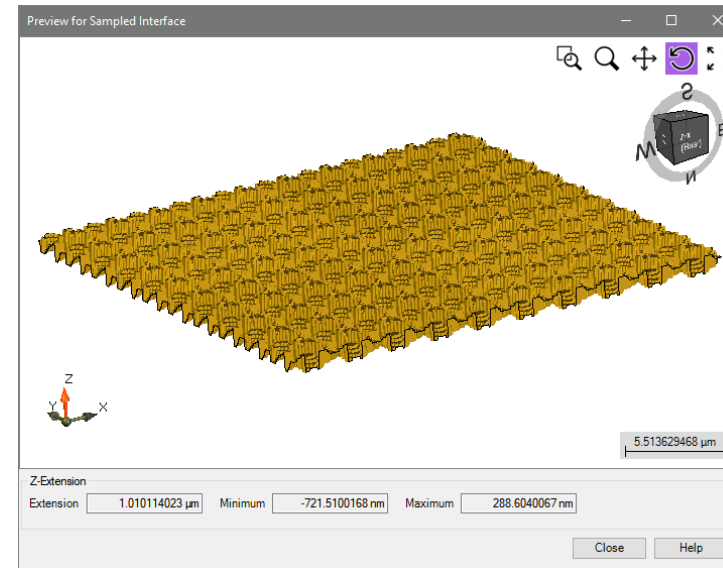 Preview for Sampled Interface
S
M
N
z-x
(Rear)
Z
Y
X
5.513629468 µm
Z-Extension
Extension 1.010114023 µm Minimum -721.5100168 nm Maximum 288.6040067 nm
Close Help